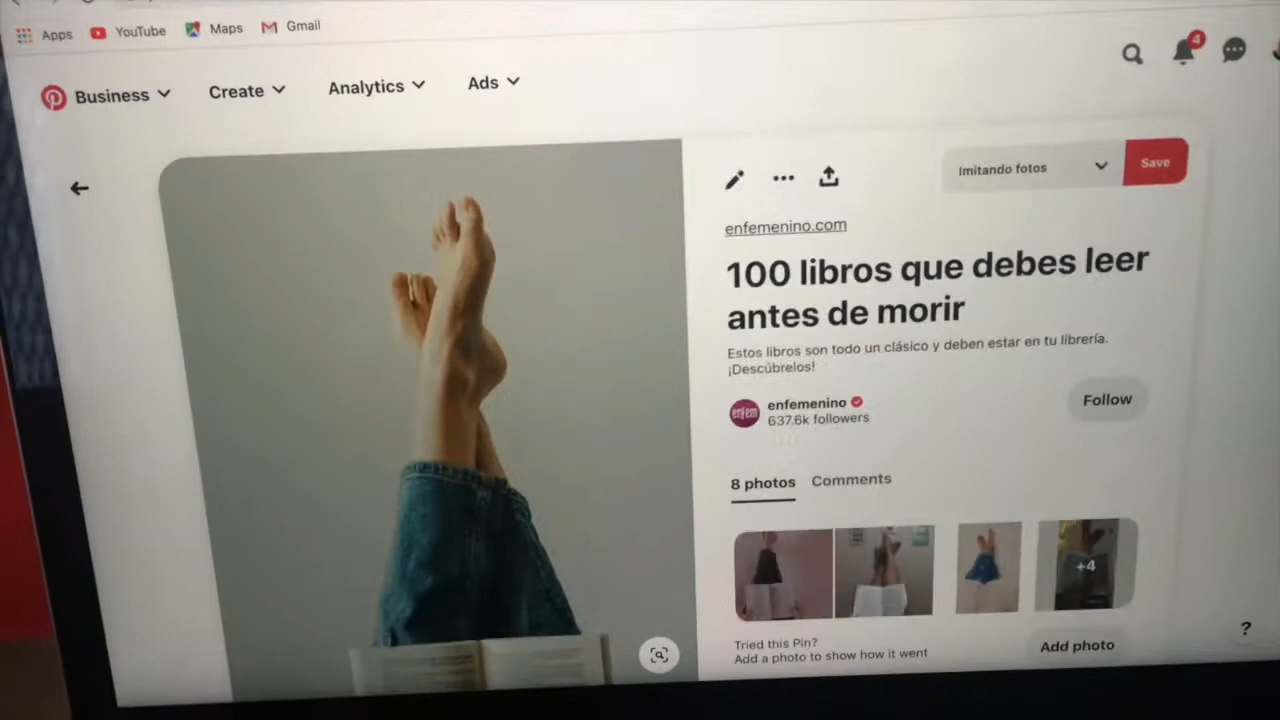 Apps YouTube Maps Gmail
Business Create Analytics Ads
4
Imitando fotos Save
enfemenino.com
100 libros que debes leer
antes de morir
Estos libros son todo un clásico y deben estar en tu librería.
¡Descúbrelos!
enfem
enfemenino
637.6k followers
Follow
8 photos Comments
+4
Tried this Pin?
Add a photo to show how it went
Add photo
?